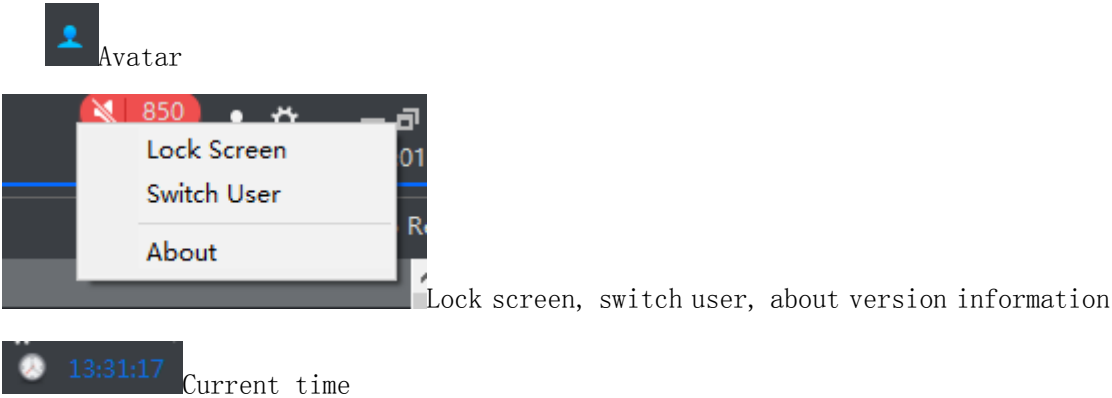 Avatar
850
Lock Screen
01
Switch User
R
About
Lock screen, switch user, about version information
13:31:17
Current time